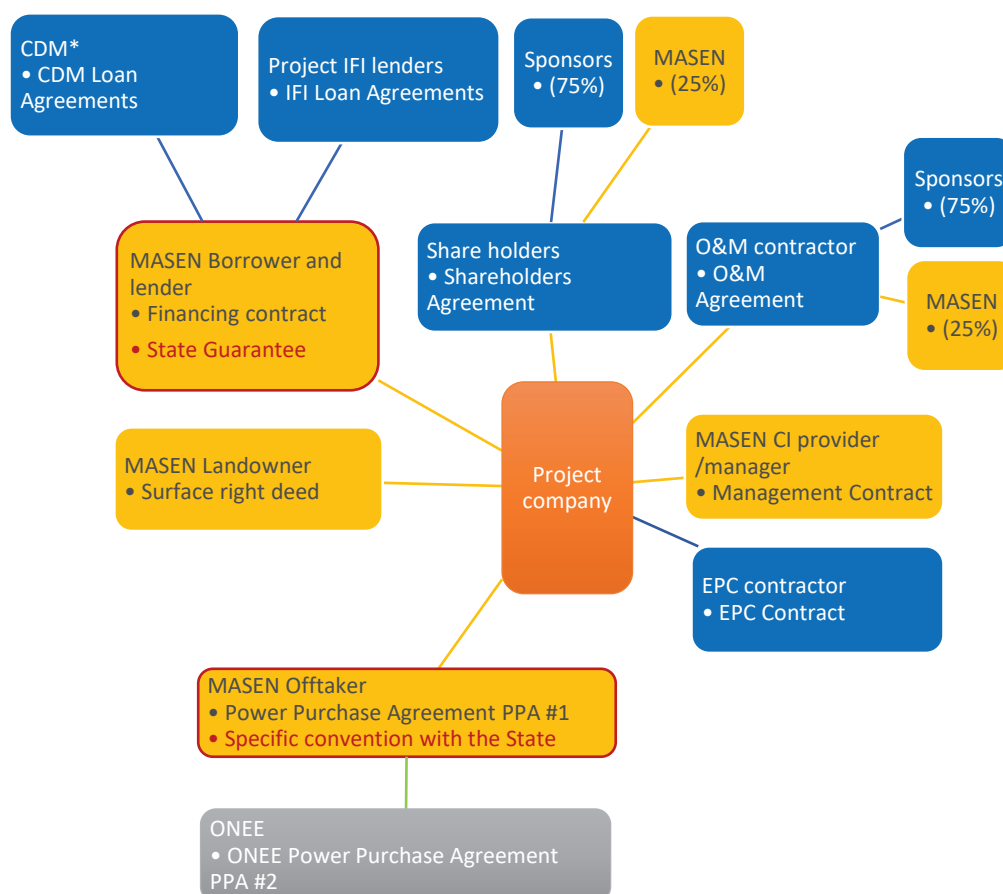 CDM*
• CDM Loan
Agreements
Project IFI lenders
• IFI Loan Agreements
Sponsors
• (75%)
MASEN
• (25%)
Sponsors
• (75%)
MASEN Borrower and
lender
• Financing contract
• State Guarantee
Share holders
• Shareholders
Agreement
O&M contractor
• O&M
Agreement
MASEN
• (25%)
MASEN Landowner
• Surface right deed
Project
company
MASEN CI provider
/manager
• Management Contract
EPC contractor
• EPC Contract
MASEN Offtaker
• Power Purchase Agreement PPA #1
• Specific convention with the State
ONEE
• ONEE Power Purchase Agreement
PPA #2